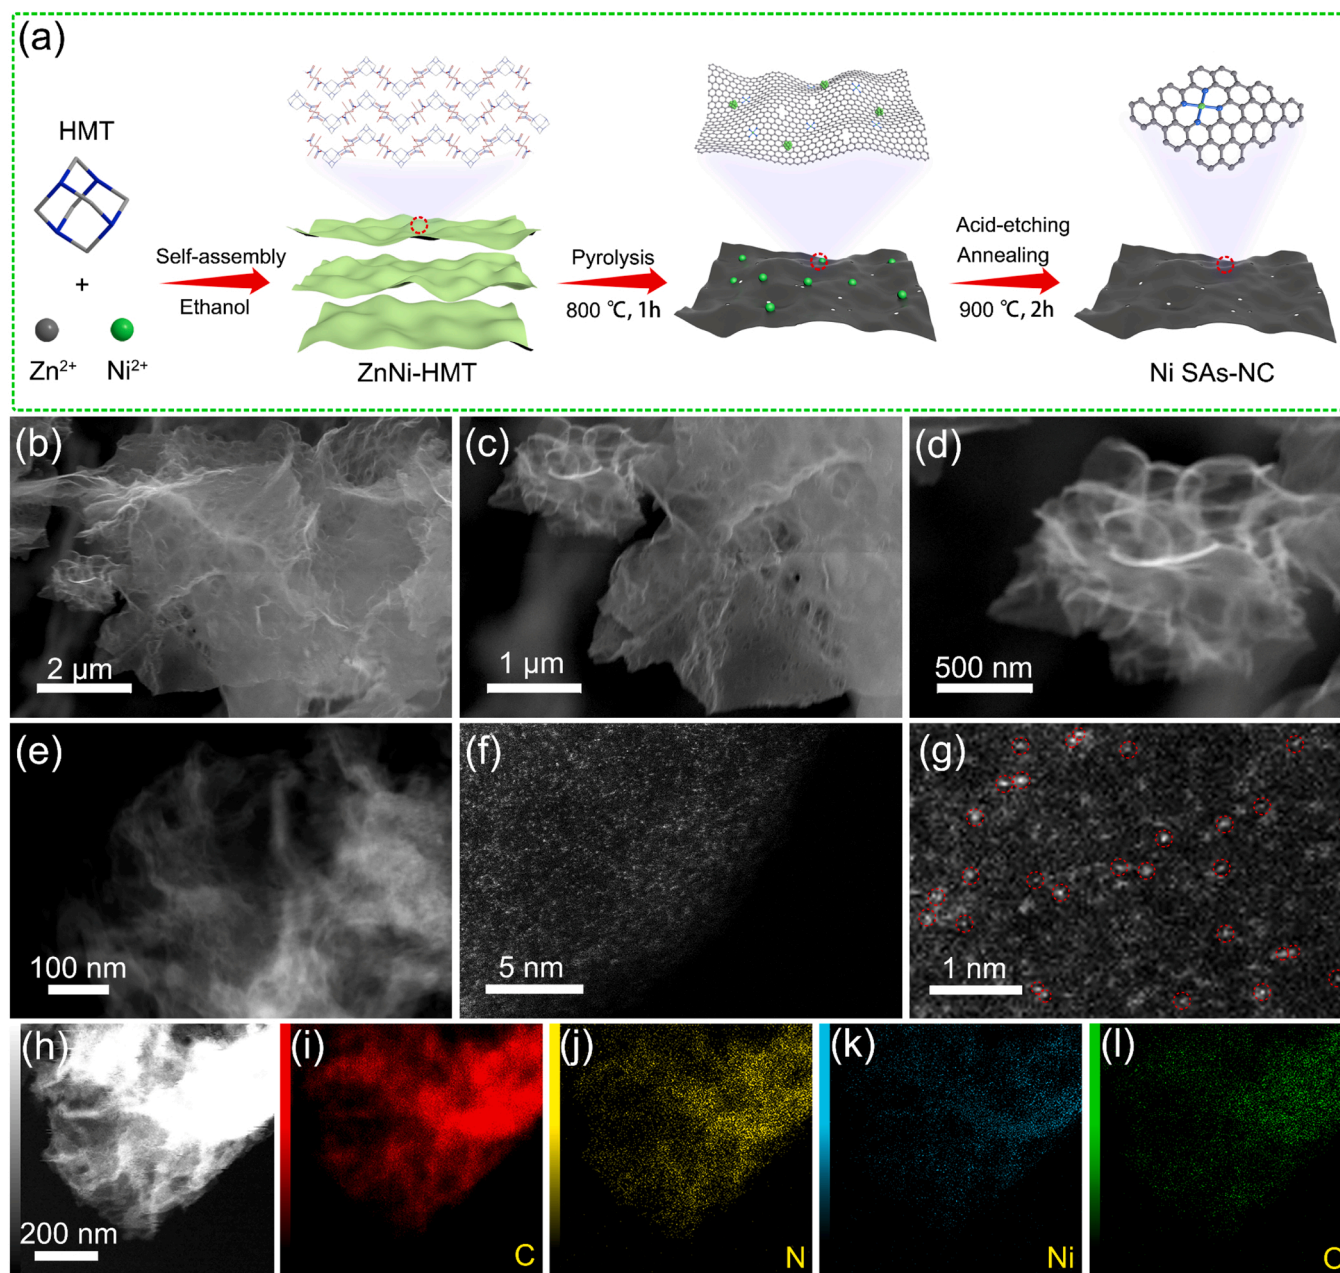 (a)
HMT
+
Zn²⁺ Ni²⁺
Self-assembly
Ethanol
ZnNi-HMT
Pyrolysis
800 ℃, 1h
Acid-etching
Annealing
900 ℃, 2h
Ni SAs-NC
(b)
2 μm
(c)
1 μm
(d)
500 nm
(e)
100 nm
(f)
5 nm
(g)
1 nm
(h)
200 nm
(i)
C
(j)
N
(k)
Ni
(l)
O